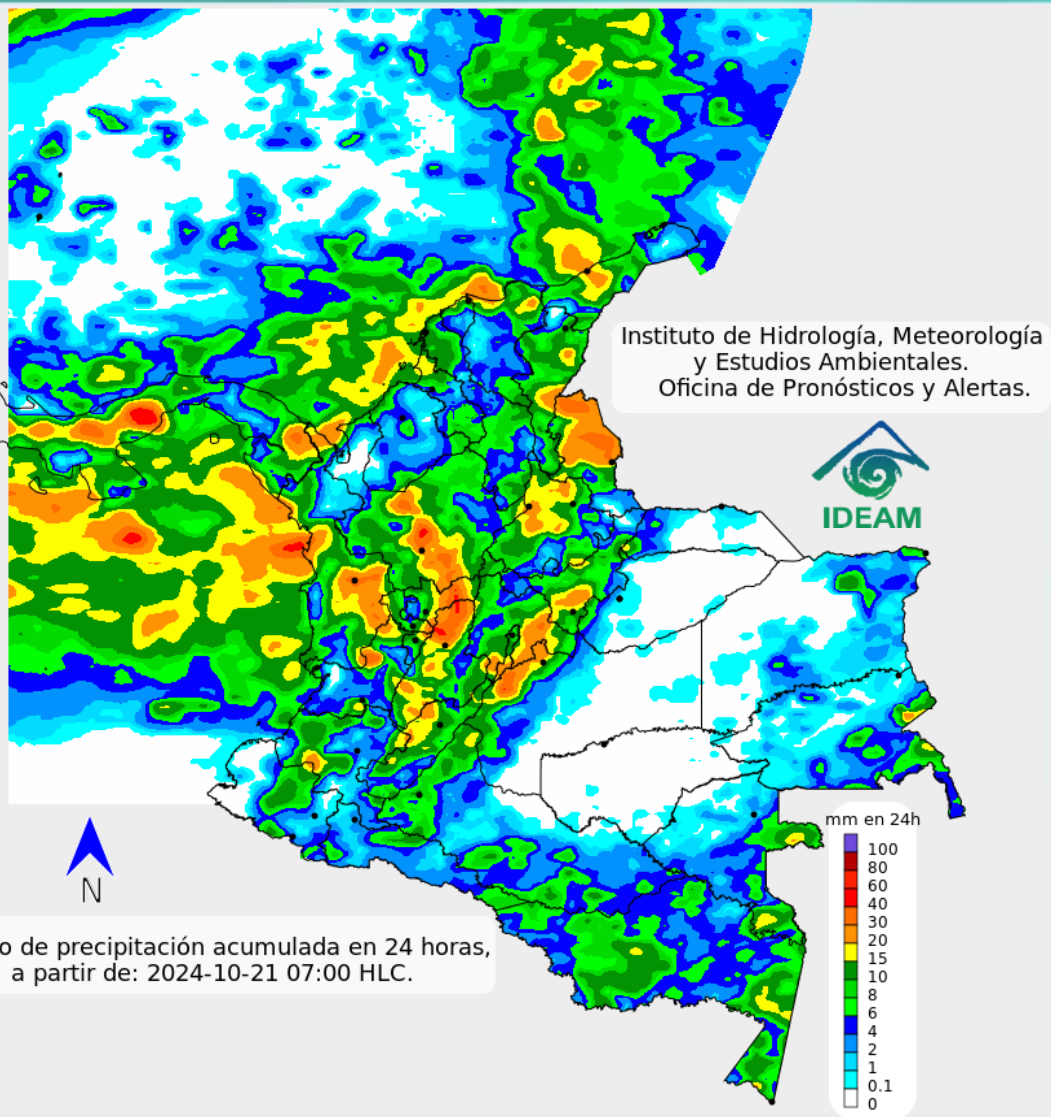 Instituto de Hidrología, Meteorología
y Estudios Ambientales.
Oficina de Pronósticos y Alertas.
IDEAM
mm en 24h
100
80
60
40
30
20
15
10
8
6
4
2
1
0.1
0
N
de precipitación acumulada en 24 horas,
a partir de: 2024-10-21 07:00 HLC.